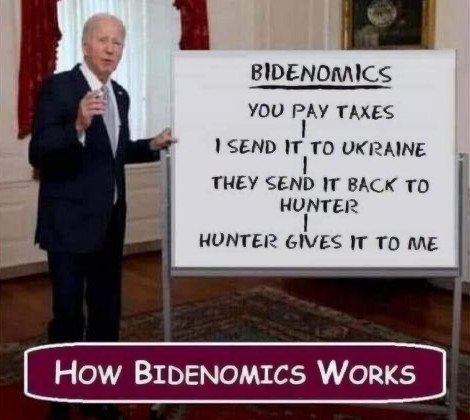 BIDENOMICS
YOU PAY TAXES
I SEND IT TO UKRAINE
THEY SEND IT BACK TO
HUNTER
HUNTER GIVES IT TO ME
HOW BIDENOMICS WORKS